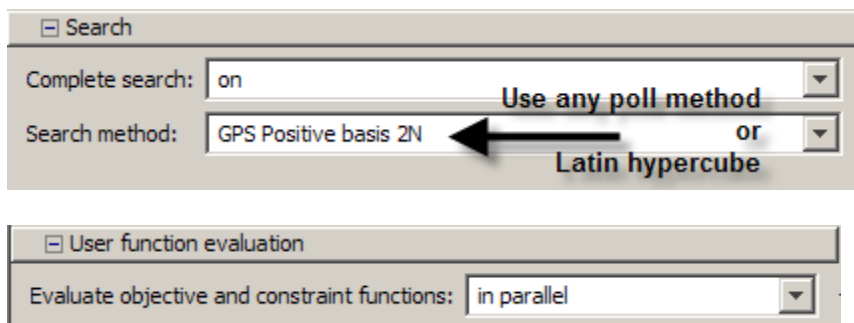 Search
Complete search: on
Use any poll method
Search method: GPS Positive basis 2N or
Latin hypercube
User function evaluation
Evaluate objective and constraint functions: in parallel